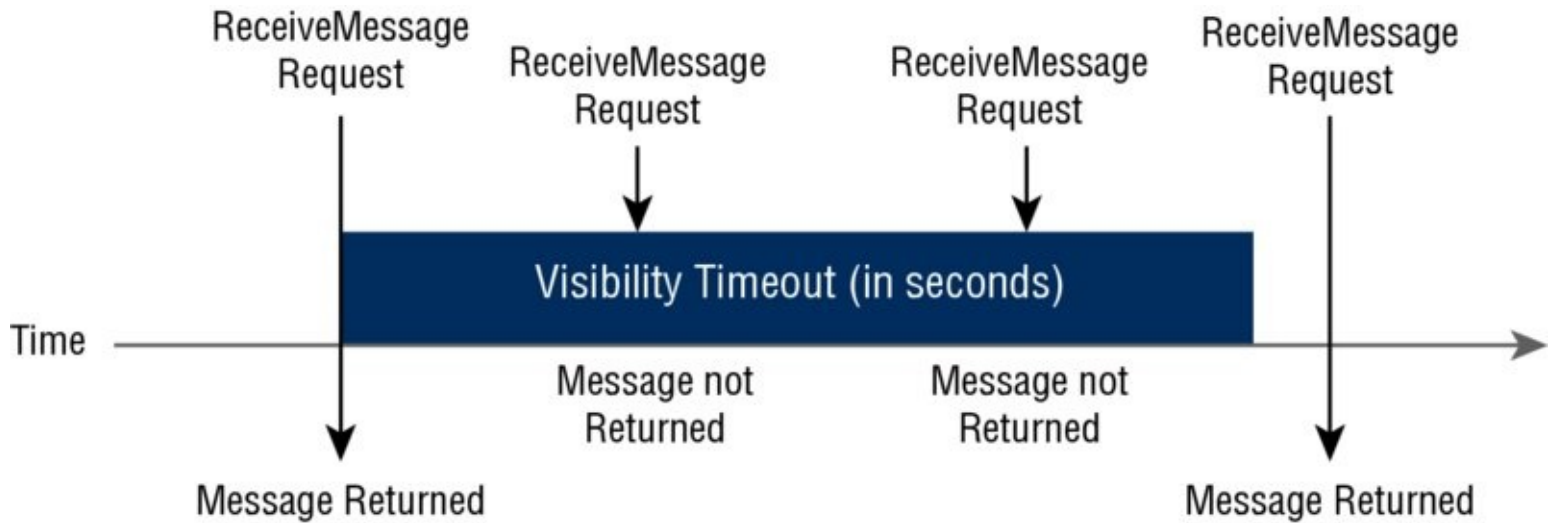 ReceiveMessage
Request
ReceiveMessage
Request
ReceiveMessage
Request
ReceiveMessage
Request
Visibility Timeout (in seconds)
Time
Message not
Returned
Message not
Returned
Message Returned
Message Returned